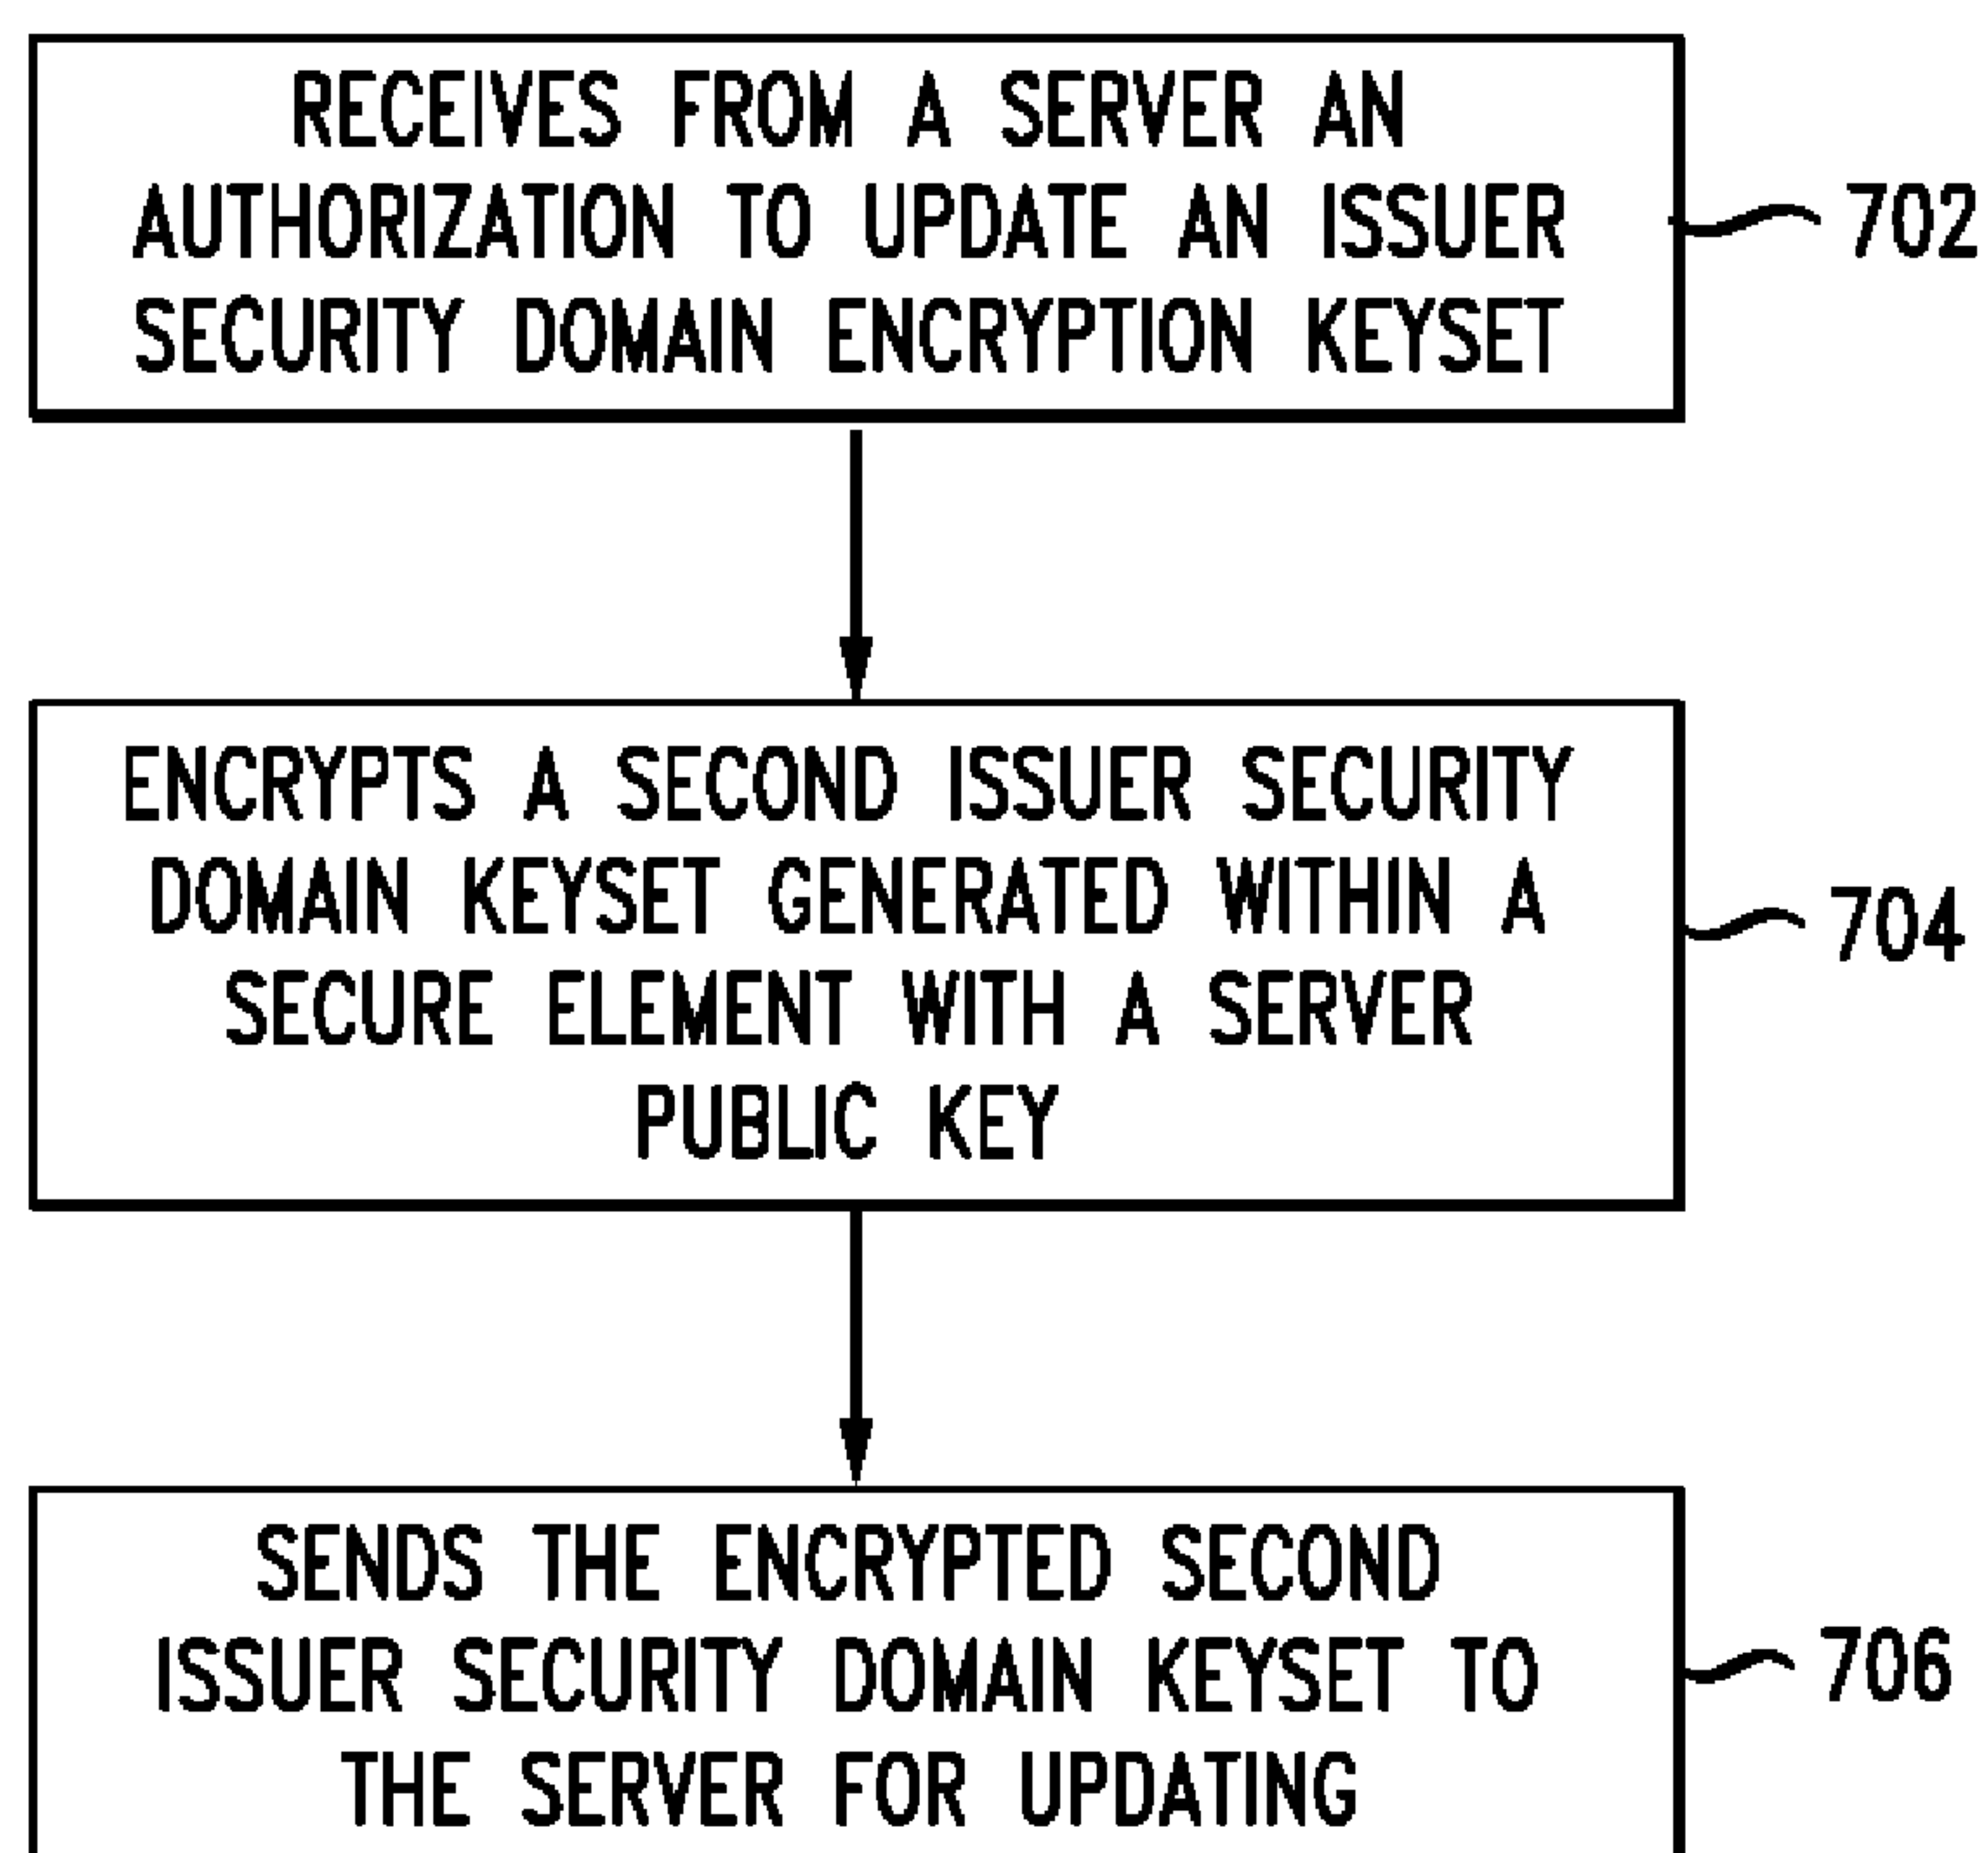 RECEIVES FROM A SERVER AN
AUTHORIZATION TO UPDATE AN ISSUER
SECURITY DOMAIN ENCRYPTION KEYSET
702
ENCRYPTS A SECOND ISSUER SECURITY
DOMAIN KEYSET GENERATED WITHIN A
SECURE ELEMENT WITH A SERVER
PUBLIC KEY
704
SENDS THE ENCRYPTED SECOND
ISSUER SECURITY DOMAIN KEYSET TO
THE SERVER FOR UPDATING
706